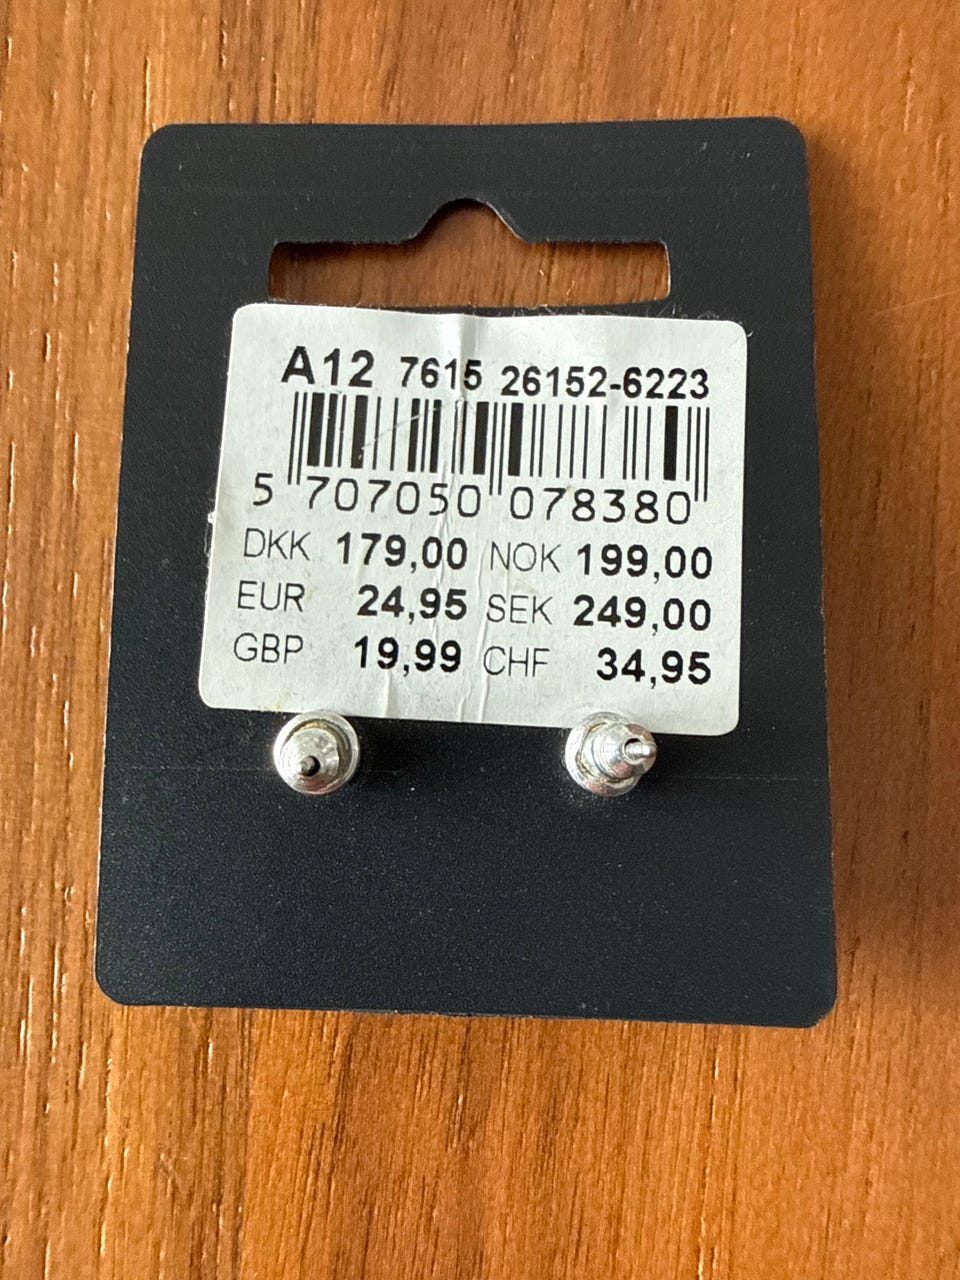 A12 7615 26152-6223
5 707050 078380
DKK 179,00 NOK 199,00
EUR 24,95 SEK 249,00
GBP 19,99 CHF 34,95